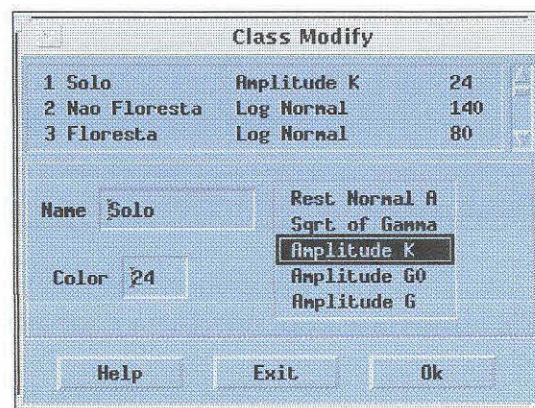 Class Modify
1 Solo Amplitude K 24
2 Nao Floresta Log Normal 140
3 Floresta Log Normal 80
Name Solo
Color 24
Rest Normal A
Sqrt of Gamma
Amplitude K
Amplitude G0
Amplitude G
Help Exit Ok